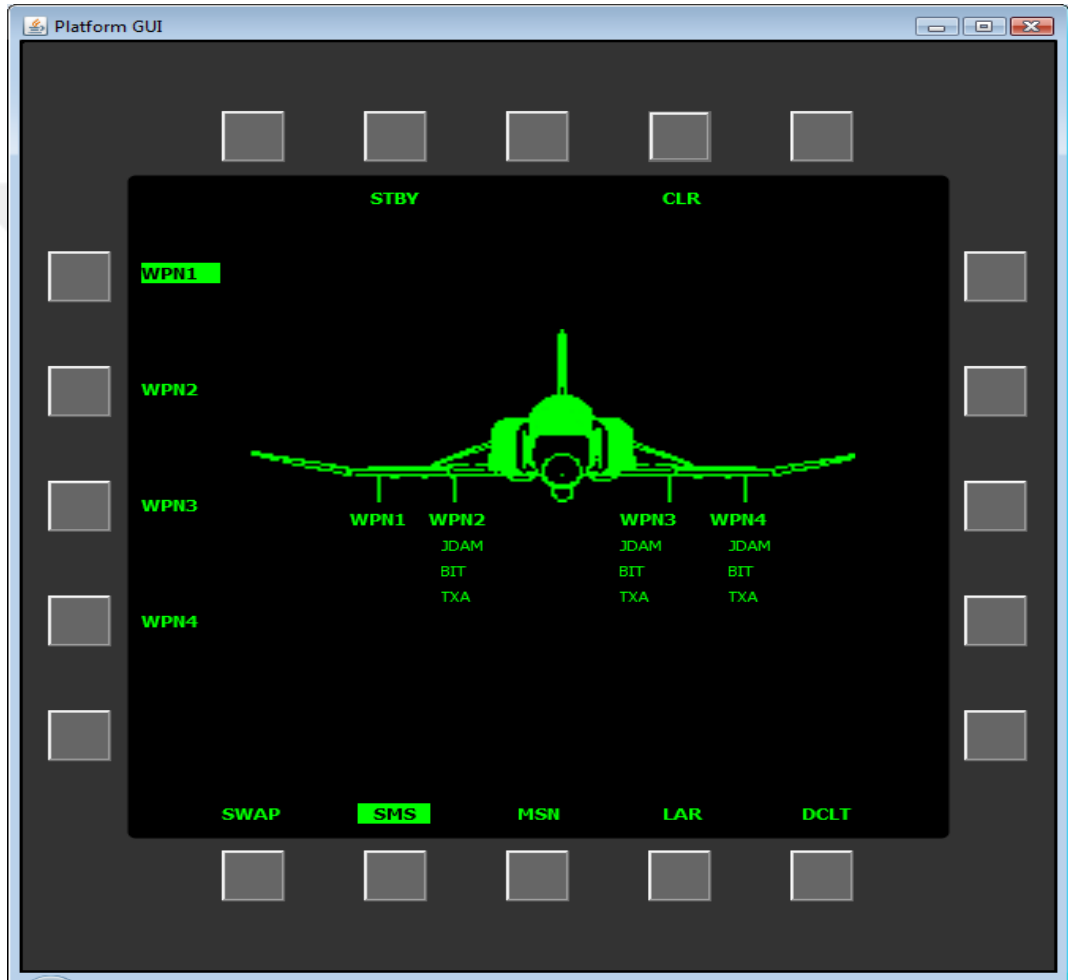 Platform GUI
STBY CLR
WPN1
WPN2
WPN3
WPN1 WPN2 WPN3 WPN4
JDAM JDAM JDAM
BIT BIT BIT
TXA TXA TXA
WPN4
SWAP SMS MSN LAR DCLT